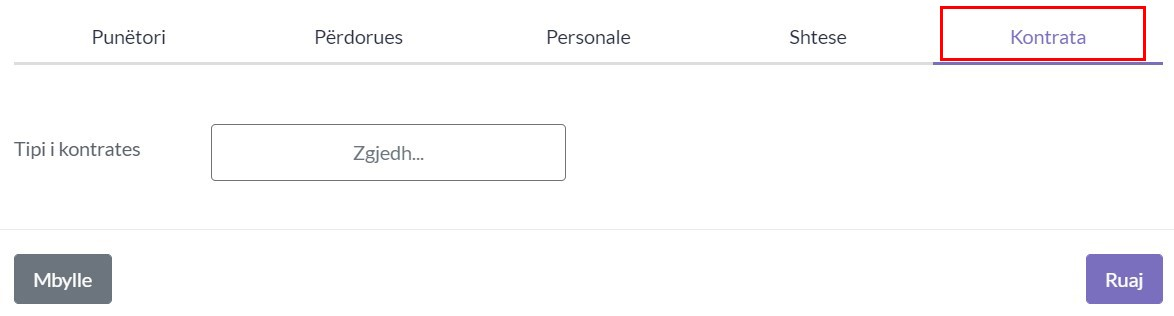 Punëtori Përdorues Personale Shtese Kontrata
Tipi i kontrates Zgjedh...
Mbylle Ruaj